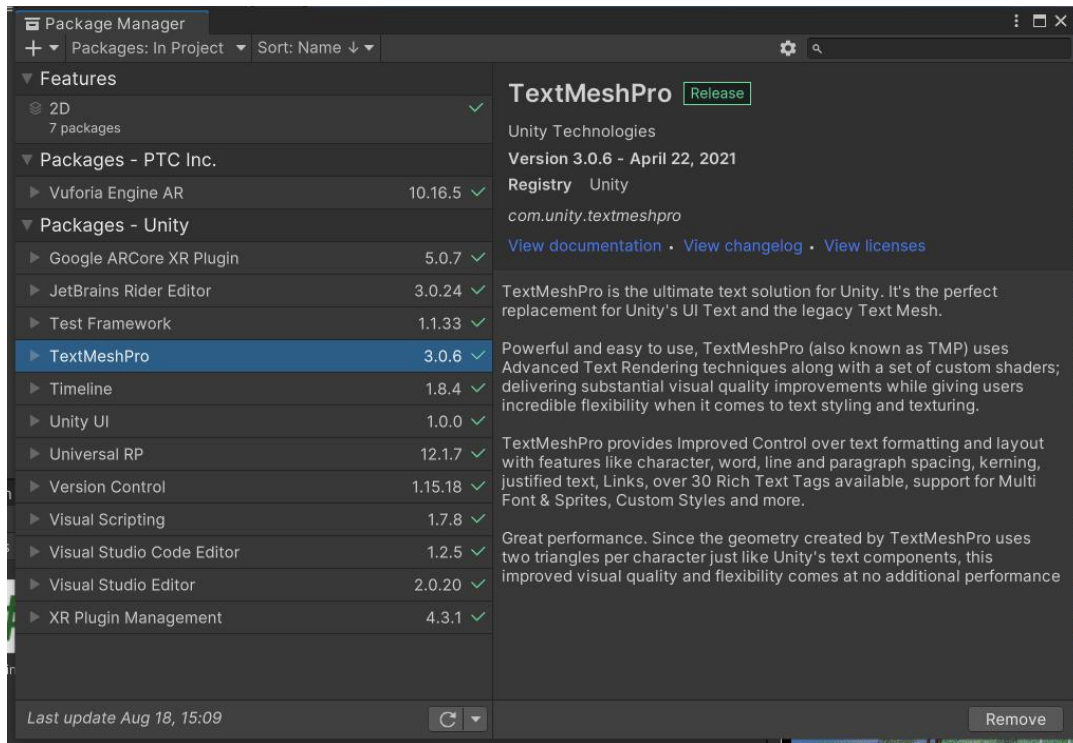 Package Manager
Packages: In Project Sort: Name ↓
Features
2D
7 packages
Packages - PTC Inc.
Vuforia Engine AR 10.16.5
Packages - Unity
Google ARCore XR Plugin 5.0.7
JetBrains Rider Editor 3.0.24
Test Framework 1.1.33
TextMeshPro 3.0.6
Timeline 1.8.4
Unity UI 1.0.0
Universal RP 12.1.7
Version Control 1.15.18
Visual Scripting 1.7.8
Visual Studio Code Editor 1.2.5
Visual Studio Editor 2.0.20
XR Plugin Management 4.3.1
Last update Aug 18, 15:09
TextMeshPro Release
Unity Technologies
Version 3.0.6 - April 22, 2021
Registry Unity
com.unity.textmeshpro
View documentation • View changelog • View licenses
TextMeshPro is the ultimate text solution for Unity. It's the perfect
replacement for Unity's UI Text and the legacy Text Mesh.
Powerful and easy to use, TextMeshPro (also known as TMP) uses
Advanced Text Rendering techniques along with a set of custom shaders;
delivering substantial visual quality improvements while giving users
incredible flexibility when it comes to text styling and texturing.
TextMeshPro provides Improved Control over text formatting and layout
with features like character, word, line and paragraph spacing, kerning,
justified text, Links, over 30 Rich Text Tags available, support for Multi
Font & Sprites, Custom Styles and more.
Great performance. Since the geometry created by TextMeshPro uses
two triangles per character just like Unity's text components, this
improved visual quality and flexibility comes at no additional performance
Remove